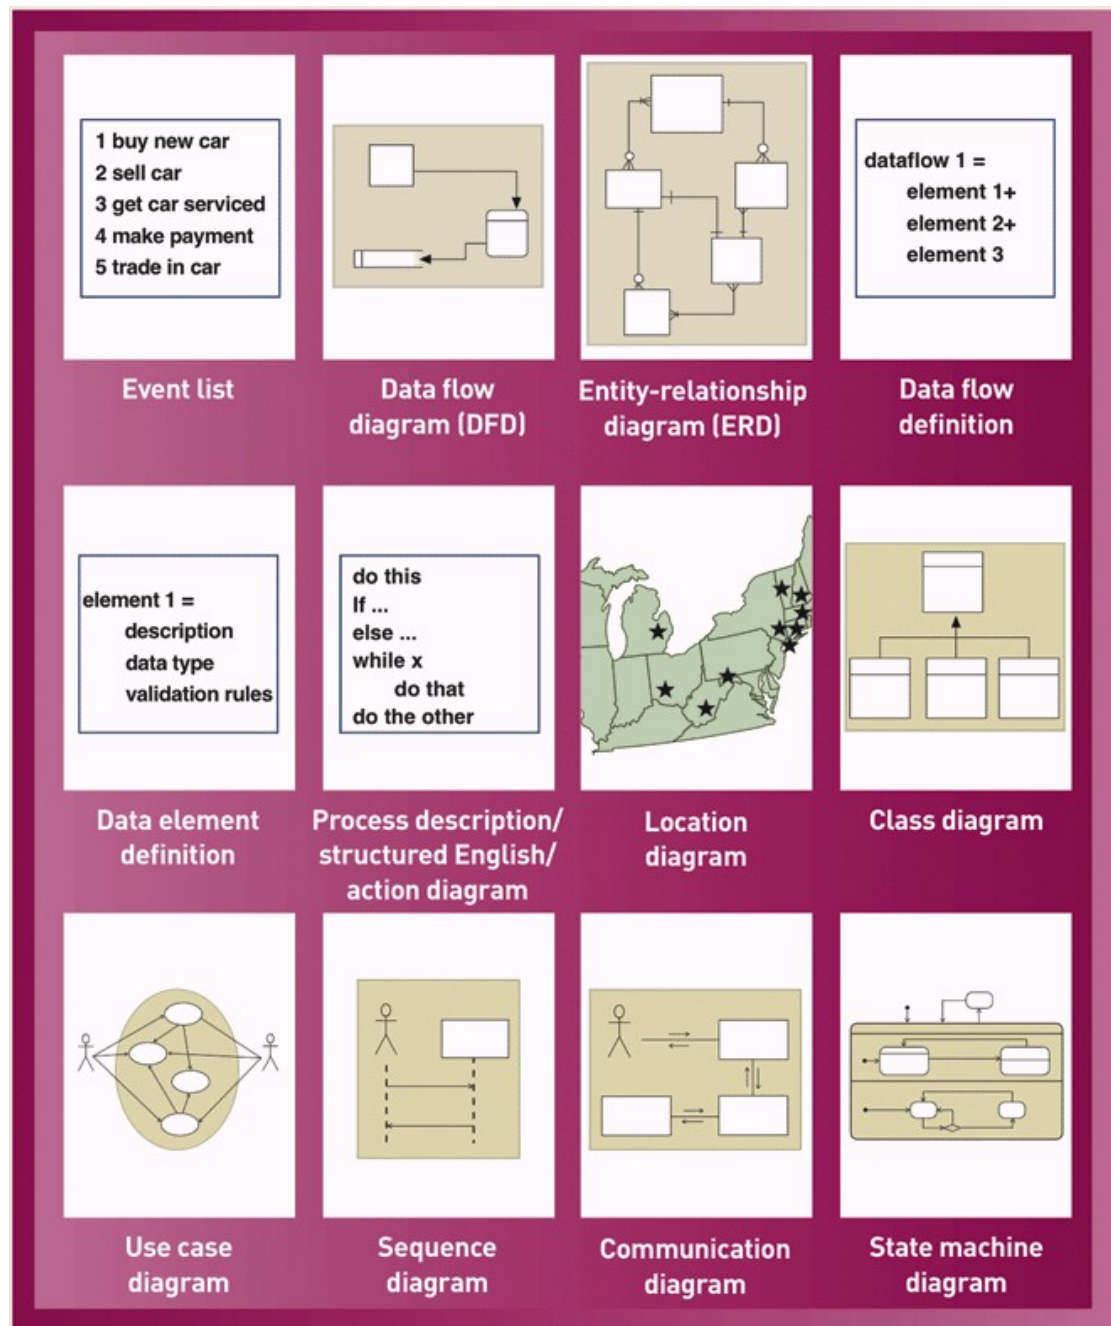 1 buy new car
2 sell car
3 get car serviced
4 make payment
5 trade in car
Event list
Data flow
diagram (DFD)
Entity-relationship
diagram (ERD)
dataflow 1 =
element 1+
element 2+
element 3
Data flow
definition
element 1 =
description
data type
validation rules
Data element
definition
do this
If ...
else ...
while x
do that
do the other
Process description/
structured English/
action diagram
Location
diagram
Class diagram
Use case
diagram
Sequence
diagram
Communication
diagram
State machine
diagram